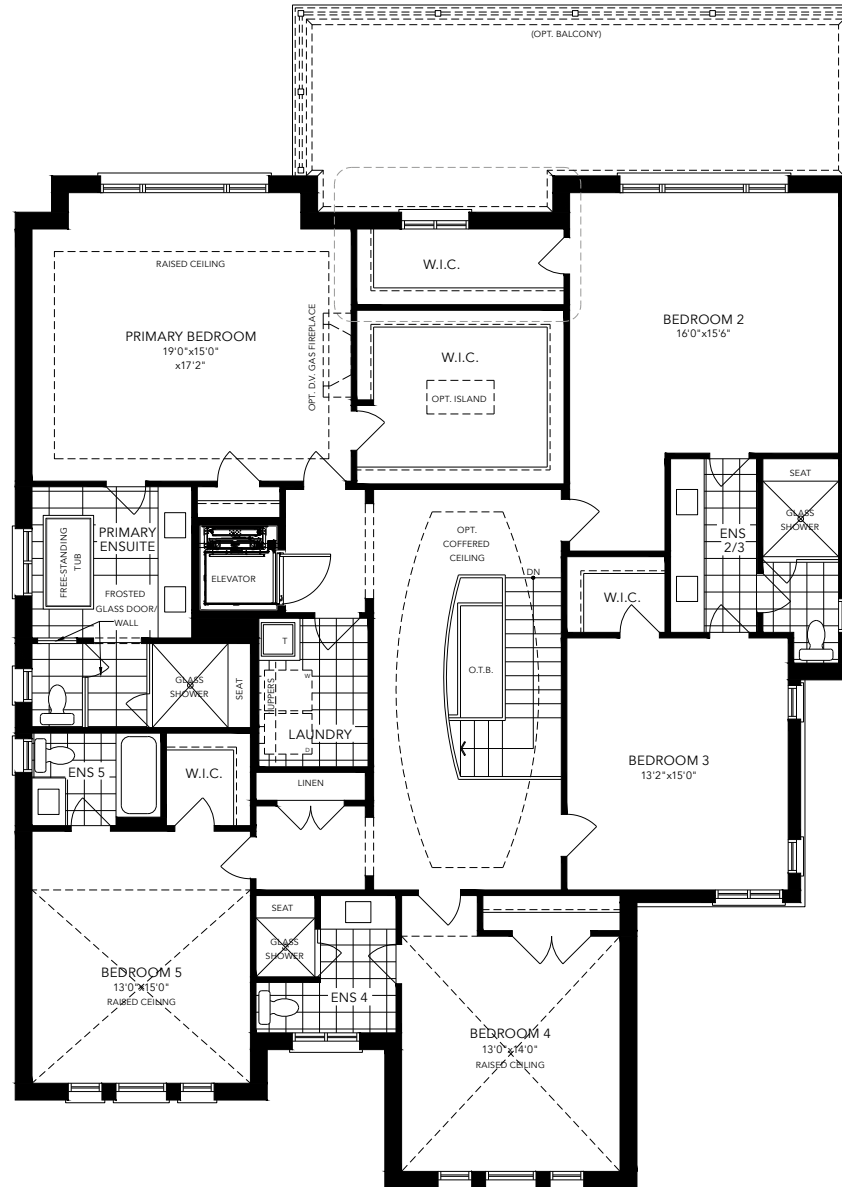 (OPT. BALCONY)
RAISED CEILING
W.I.C.
PRIMARY BEDROOM
19'0"x15'0"
x17'2"
OPT. D.V. GAS FIREPLACE
W.I.C.
OPT. ISLAND
BEDROOM 2
16'0"x15'6"
PRIMARY
ENSUITE
FREE-STANDING
TUB
FROSTED
GLASS DOOR/
WALL
ELEVATOR
OPT.
COFFERED
CEILING
DN
O.T.B.
ENS
2/3
SEAT
GLASS
SHOWER
W.I.C.
GLASS
SHOWER
SEAT
T
UPPERS
W
D
LAUNDRY
BEDROOM 3
13'2"x15'0"
ENS 5
W.I.C.
LINEN
SEAT
GLASS
SHOWER
ENS 4
BEDROOM 5
13'0"x15'0"
RAISED CEILING
BEDROOM 4
13'0"x14'0"
RAISED CEILING